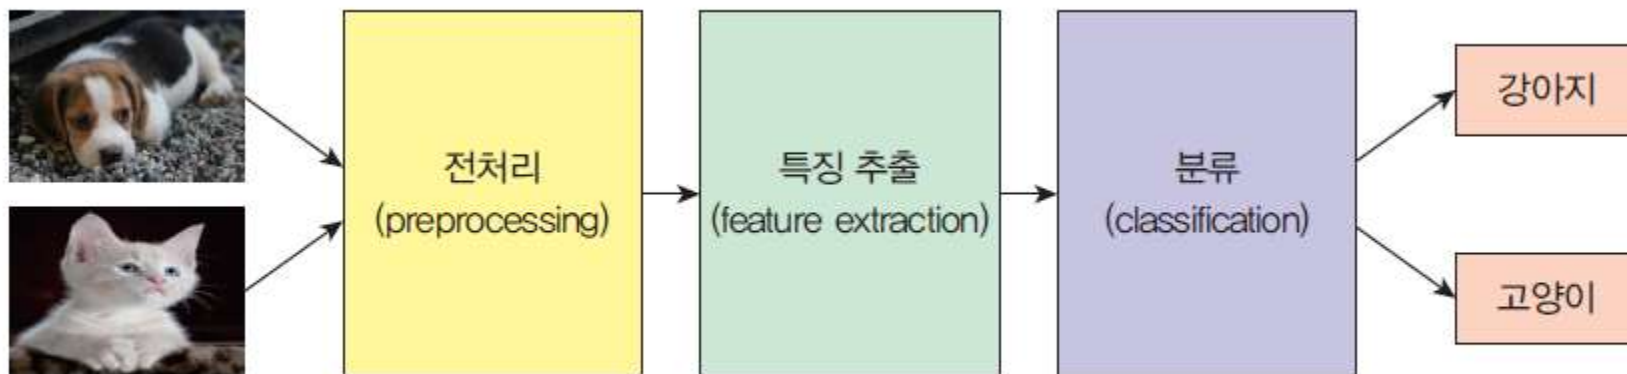 전처리
(preprocessing)
특징 추출
(feature extraction)
분류
(classification)
강아지
고양이